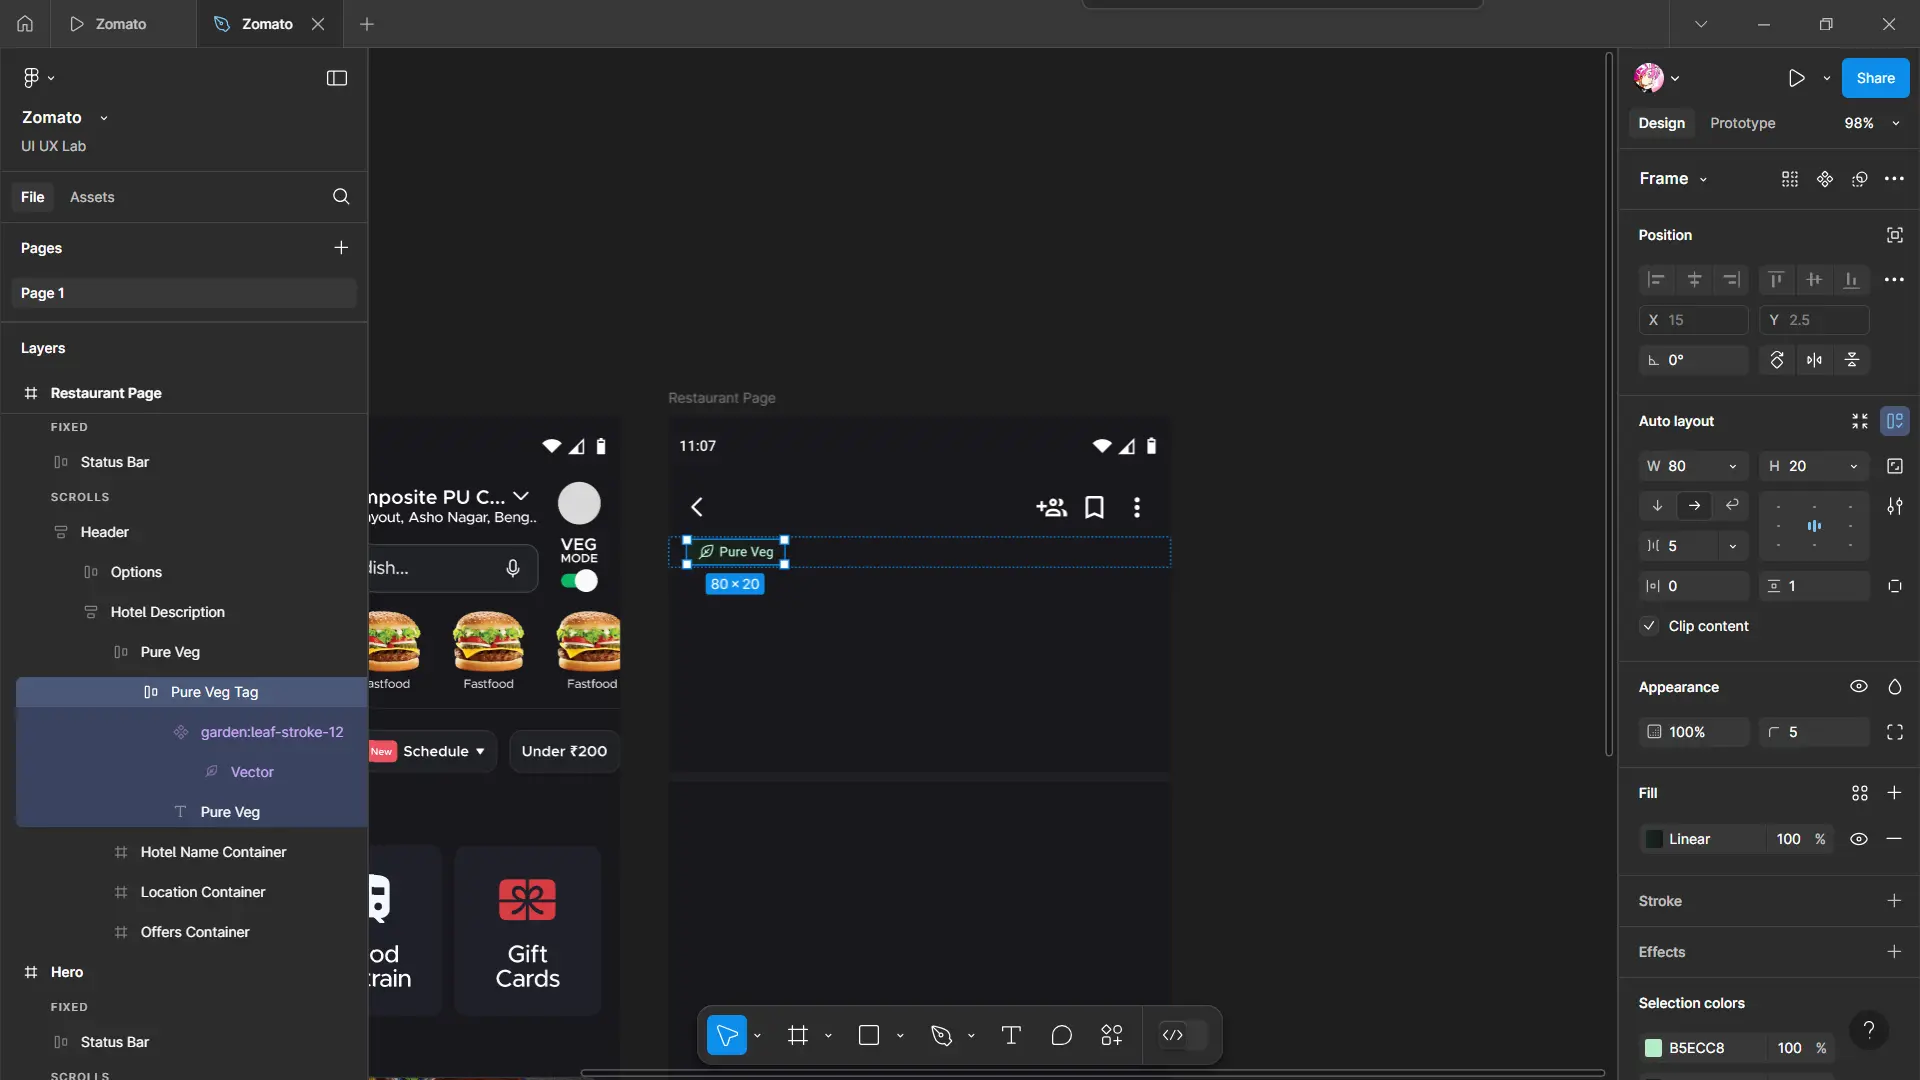 Zomato
Zomato
Zomato
UI UX Lab
File
Assets
Pages
Page 1
Layers
Restaurant Page
FIXED
Status Bar
SCROLLS
Header
Options
Hotel Description
Pure Veg
Pure Veg Tag
garden:leaf-stroke-12
Vector
Pure Veg
Hotel Name Container
Location Container
Offers Container
Hero
FIXED
Status Bar
SCROLLS
mposite PU C...
ayout, Asho Nagar, Beng..
dish...
VEG
MODE
astfood
Fastfood
Fastfood
New
Schedule
Under ₹200
od
rain
Gift
Cards
Restaurant Page
11:07
Pure Veg
80 × 20
Share
Design
Prototype
98%
Frame
Position
X 15
Y 2.5
0°
Auto layout
W 80
H 20
5
0
1
Clip content
Appearance
100%
5
Fill
Linear
100 %
Stroke
Effects
Selection colors
B5ECC8
100 %
?